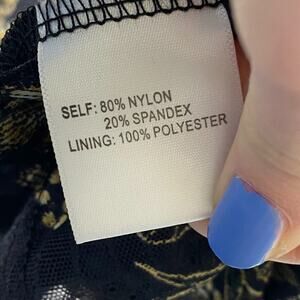 SELF: 80% NYLON
20% SPANDEX
LINING: 100% POLYESTER